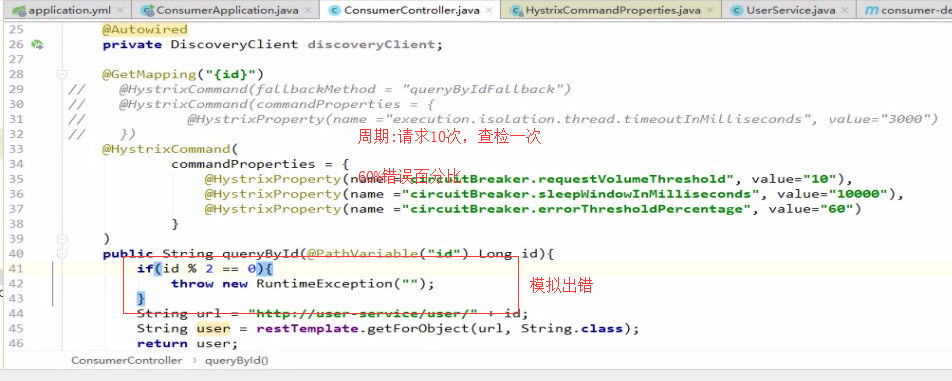 application.yml × ConsumerApplication.java × ConsumerController.java × HystrixCommandProperties.java × UserService.java × consumer-de
25 @Autowired
26 private DiscoveryClient discoveryClient;
27
28 @GetMapping("{id}")
29 // @HystrixCommand(fallbackMethod = "queryByIdFallback")
30 // @HystrixCommand(commandProperties = {
31 // @HystrixProperty(name ="execution.isolation.thread.timeoutInMilliseconds", value="3000")
32 // })
周期:请求10次，查检一次
33 @HystrixCommand(
34 commandProperties = {
60%错误百分比
35 @HystrixProperty(name ="circuitBreaker.requestVolumeThreshold", value="10"),
36 @HystrixProperty(name ="circuitBreaker.sleepWindowInMilliseconds", value="10000"),
37 @HystrixProperty(name ="circuitBreaker.errorThresholdPercentage", value="60")
38 }
39 )
40 public String queryById(@PathVariable("id") Long id){
41 if(id % 2 == 0){
42 throw new RuntimeException("");
模拟出错
43 }
44 String url = "http://user-service/user/" + id;
45 String user = restTemplate.getForObject(url, String.class);
46 return user;
ConsumerController › queryById()